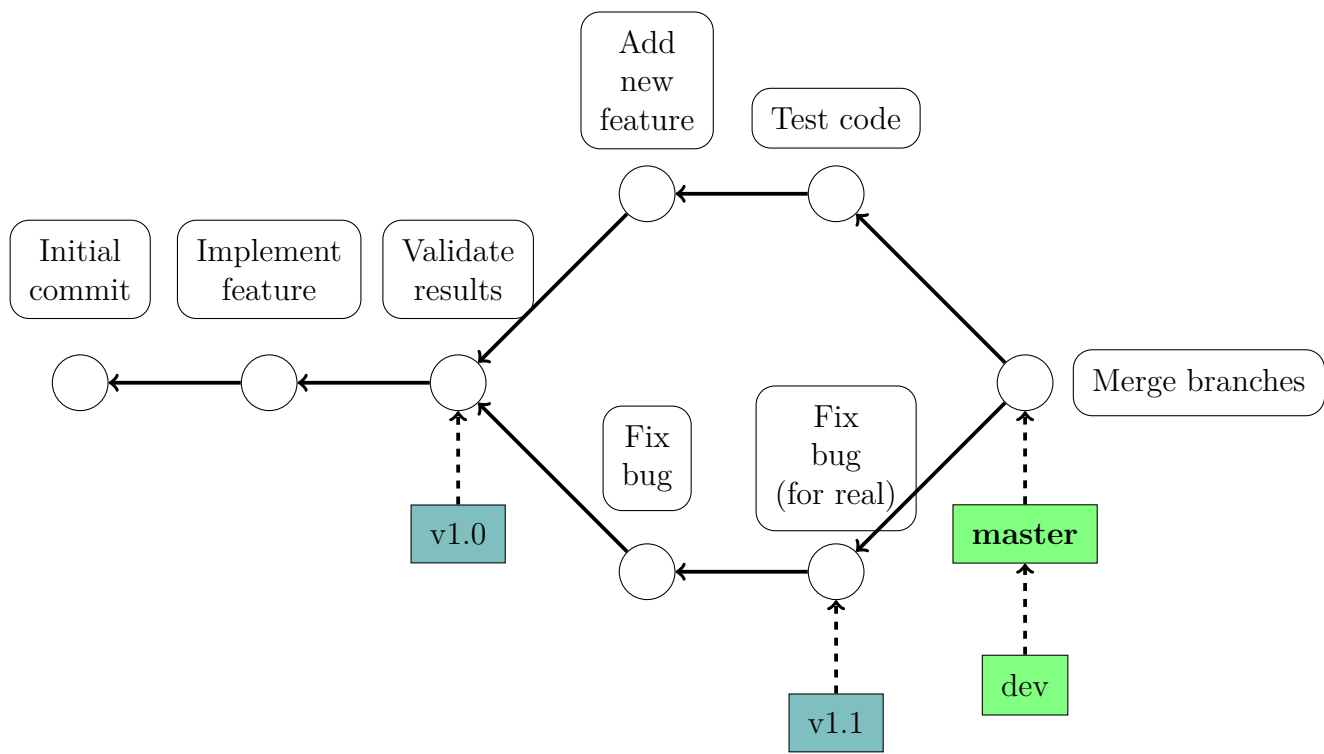 Add
new
feature
Test code
Initial
commit
Implement
feature
Validate
results
Merge branches
Fix
bug
Fix
bug
(for real)
v1.0
master
dev
v1.1